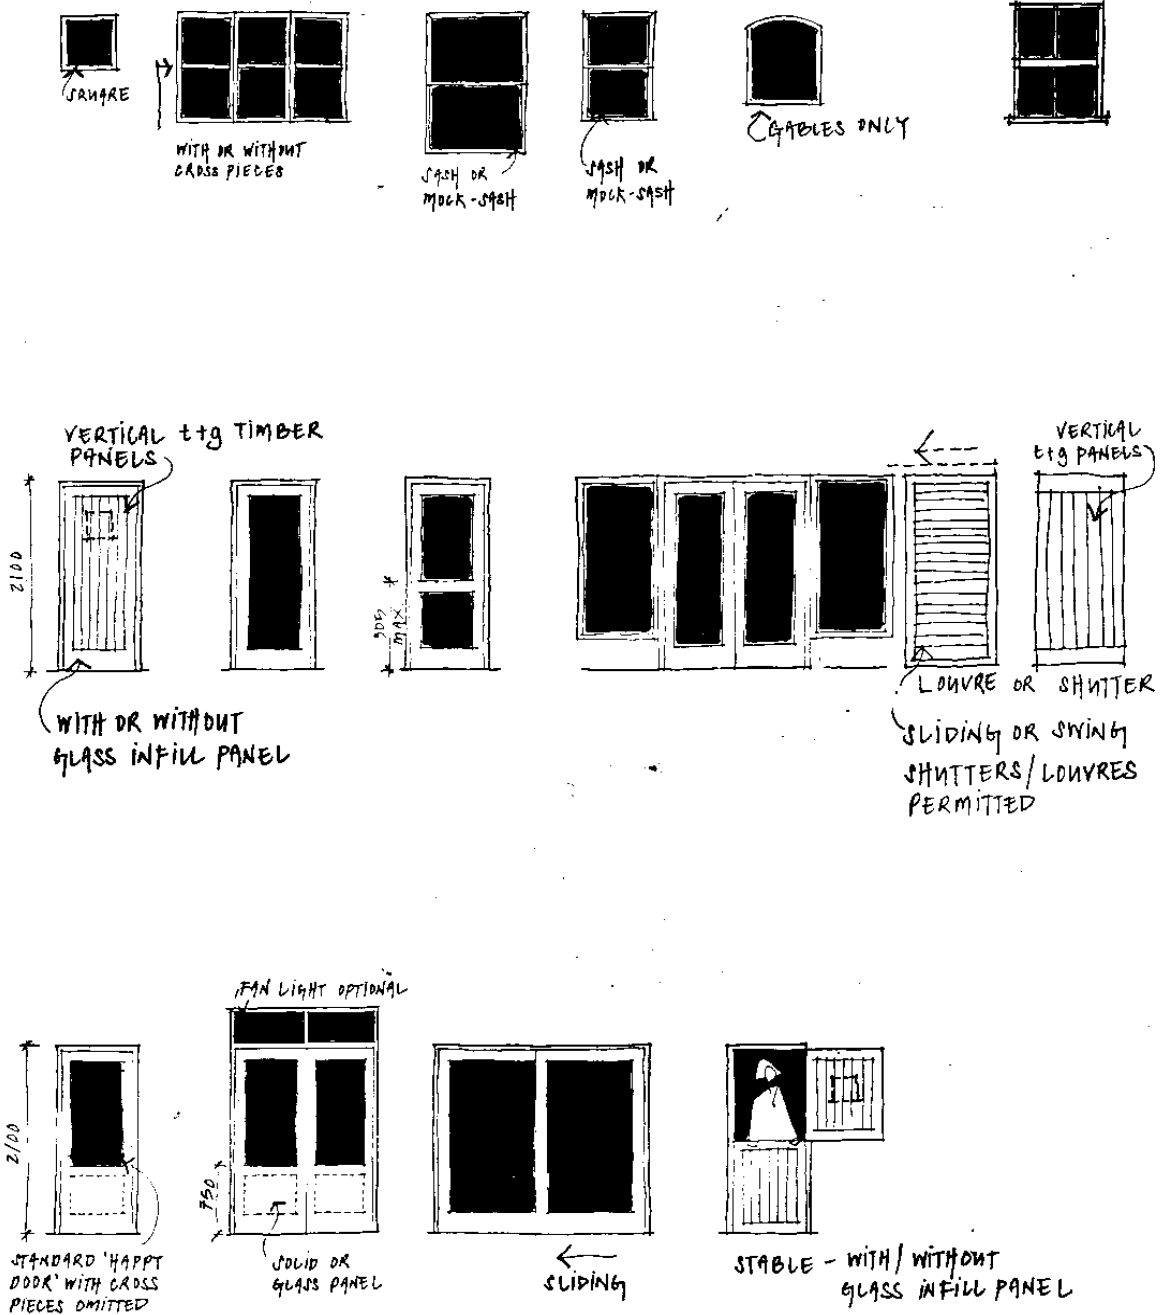 SQUARE
WITH OR WITHOUT
CROSS PIECES
SASH OR
MOCK-SASH
SASH OR
MOCK-SASH
GABLES ONLY
VERTICAL t+g TIMBER
PANELS
VERTICAL
t+g PANELS
2100
905
MAX
WITH OR WITHOUT
GLASS INFILL PANEL
LOUVRE OR SHUTTER
SLIDING OR SWING
SHUTTERS/LOUVRES
PERMITTED
FAN LIGHT OPTIONAL
2100
750
STANDARD 'HAPPY
DOOR' WITH CROSS
PIECES OMITTED
SOLID OR
GLASS PANEL
SLIDING
STABLE - WITH/WITHOUT
GLASS INFILL PANEL